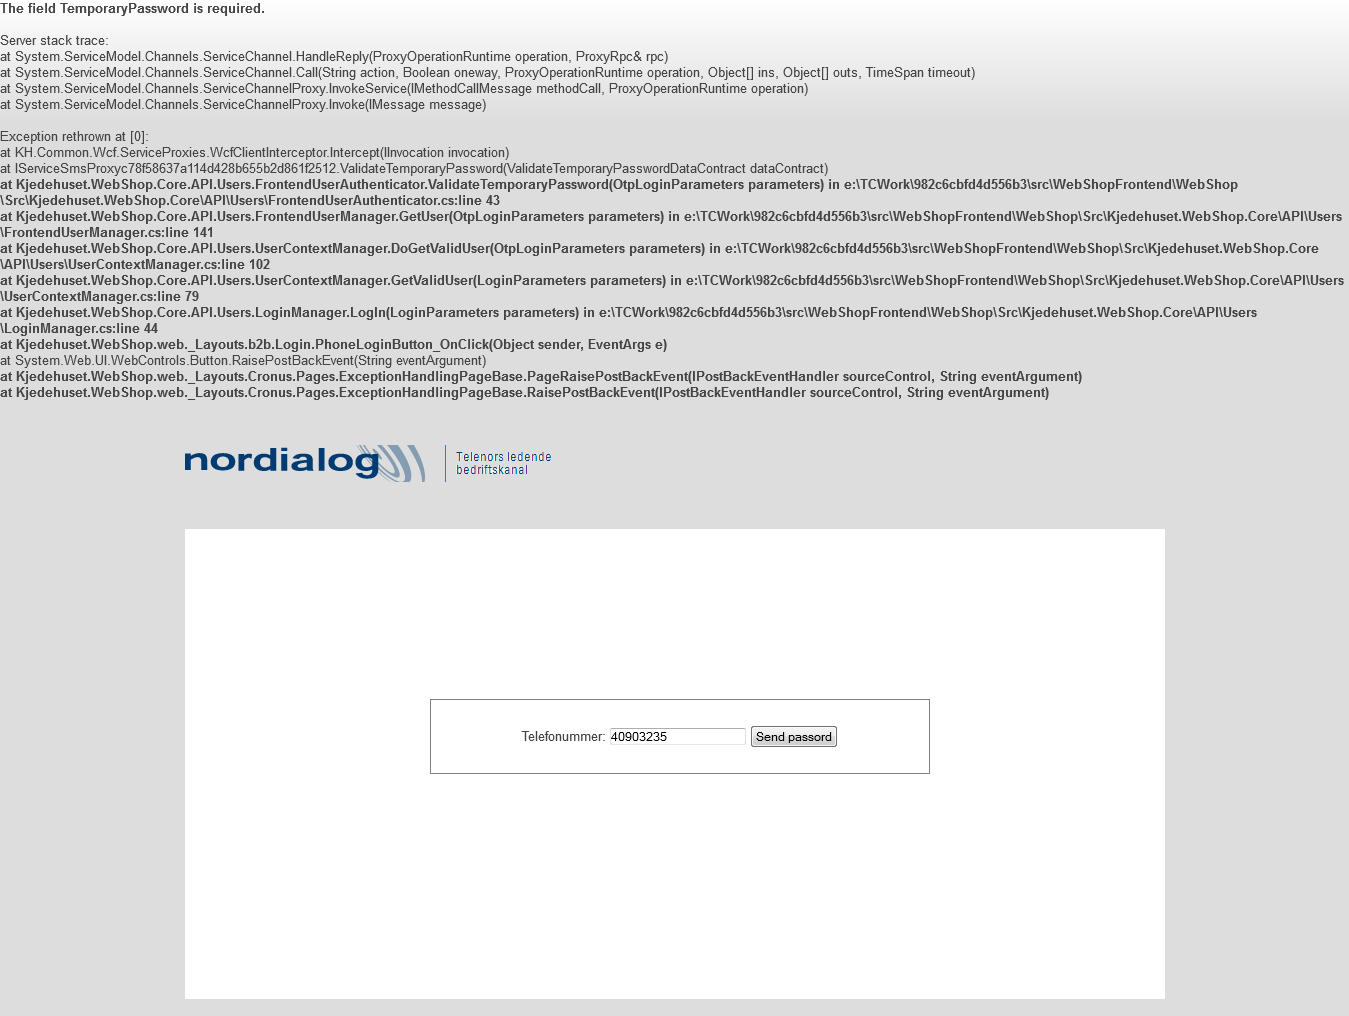 The field TemporaryPassword is required.
Server stack trace:
at System.ServiceModel.Channels.ServiceChannel.HandleReply(ProxyOperationRuntime operation, ProxyRpc& rpc)
at System.ServiceModel.Channels.ServiceChannel.Call(String action, Boolean oneway, ProxyOperationRuntime operation, Object[] ins, Object[] outs, TimeSpan timeout)
at System.ServiceModel.Channels.ServiceChannelProxy.InvokeService(IMethodCallMessage methodCall, ProxyOperationRuntime operation)
at System.ServiceModel.Channels.ServiceChannelProxy.Invoke(IMessage message)
Exception rethrown at [0]:
at KH.Common.Wcf.ServiceProxies.WcfClientInterceptor.Intercept(IInvocation invocation)
at IServiceSmsProxyc78f58637a114d428b655b2d861f2512.ValidateTemporaryPassword(ValidateTemporaryPasswordDataContract dataContract)
at Kjedehuset.WebShop.Core.API.Users.FrontendUserAuthenticator.ValidateTemporaryPassword(OtpLoginParameters parameters) in e:\TCWork\982c6cbfd4d556b3\src\WebShopFrontend\WebShop
\Src\Kjedehuset.WebShop.Core\API\Users\FrontendUserAuthenticator.cs:line 43
at Kjedehuset.WebShop.Core.API.Users.FrontendUserManager.GetUser(OtpLoginParameters parameters) in e:\TCWork\982c6cbfd4d556b3\src\WebShopFrontend\WebShop\Src\Kjedehuset.WebShop.Core\API\Users
\FrontendUserManager.cs:line 141
at Kjedehuset.WebShop.Core.API.Users.UserContextManager.DoGetValidUser(OtpLoginParameters parameters) in e:\TCWork\982c6cbfd4d556b3\src\WebShopFrontend\WebShop\Src\Kjedehuset.WebShop.Core
\API\Users\UserContextManager.cs:line 102
at Kjedehuset.WebShop.Core.API.Users.UserContextManager.GetValidUser(LoginParameters parameters) in e:\TCWork\982c6cbfd4d556b3\src\WebShopFrontend\WebShop\Src\Kjedehuset.WebShop.Core\API\Users
\UserContextManager.cs:line 79
at Kjedehuset.WebShop.Core.API.Users.LoginManager.LogIn(LoginParameters parameters) in e:\TCWork\982c6cbfd4d556b3\src\WebShopFrontend\WebShop\Src\Kjedehuset.WebShop.Core\API\Users
\LoginManager.cs:line 44
at Kjedehuset.WebShop.web._Layouts.b2b.Login.PhoneLoginButton_OnClick(Object sender, EventArgs e)
at System.Web.UI.WebControls.Button.RaisePostBackEvent(String eventArgument)
at Kjedehuset.WebShop.web._Layouts.Cronus.Pages.ExceptionHandlingPageBase.PageRaisePostBackEvent(IPostBackEventHandler sourceControl, String eventArgument)
at Kjedehuset.WebShop.web._Layouts.Cronus.Pages.ExceptionHandlingPageBase.RaisePostBackEvent(IPostBackEventHandler sourceControl, String eventArgument)
nordialog
Telenors ledende
bedriftskanal
Telefonummer: 40903235 Send passord